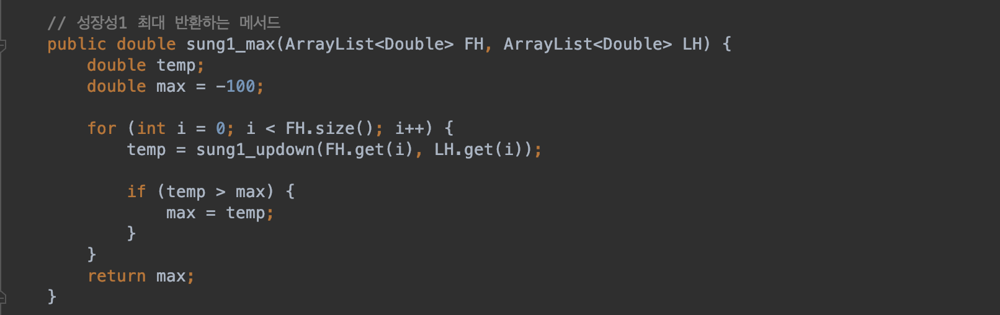 // 성장성1 최대 반환하는 메서드
public double sung1_max(ArrayList<Double> FH, ArrayList<Double> LH) {
    double temp;
    double max = -100;

    for (int i = 0; i < FH.size(); i++) {
        temp = sung1_updown(FH.get(i), LH.get(i));

        if (temp > max) {
            max = temp;
        }
    }
    return max;
}